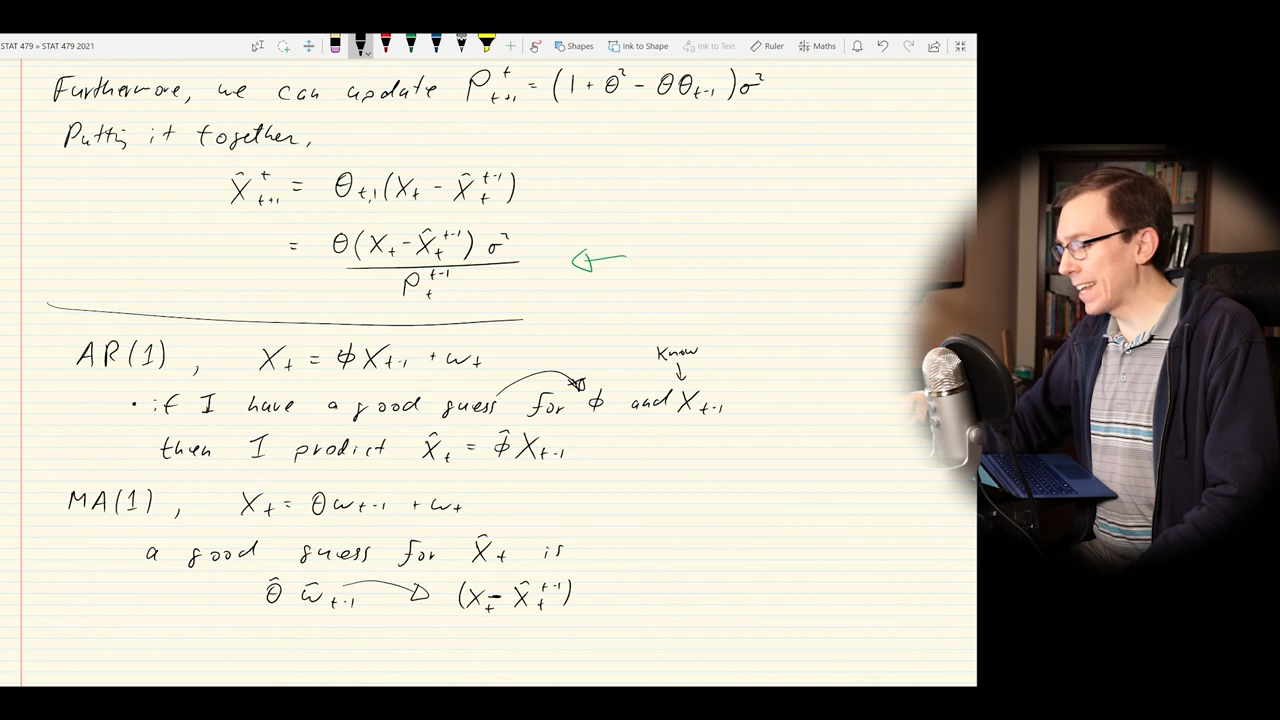 STAT 479 » STAT 479 2021
Shapes Ink to Shape Ink to Text Ruler Maths
Furthermore, we can update P^t_{t+1} = (1 + θ² - θθ_{t-1})σ²
Puttig it together,
X̂^t_{t+1} = θ_{t,1}(X_t - X̂^{t-1}_t)
= θ(X_t - X̂^{t-1}_t) σ² / P^{t-1}_t ←
AR(1), X_t = φX_{t-1} + w_t
Know
↓
• if I have a good guess for φ and X_{t-1}
then I predict X̂_t = φ̂X_{t-1}
MA(1), X_t = θw_{t-1} + w_t
a good guess for X̂_t is
θ̂ ŵ_{t-1} → (X_t - X̂^{t-1}_t)